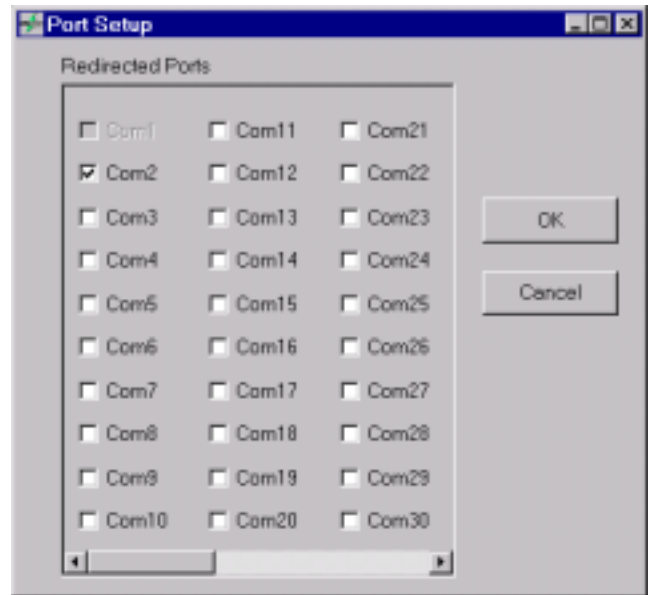 Port Setup
Redirected Ports
Com1 Com11 Com21
Com2 Com12 Com22
Com3 Com13 Com23
Com4 Com14 Com24
Com5 Com15 Com25
Com6 Com16 Com26
Com7 Com17 Com27
Com8 Com18 Com28
Com9 Com19 Com29
Com10 Com20 Com30
OK
Cancel